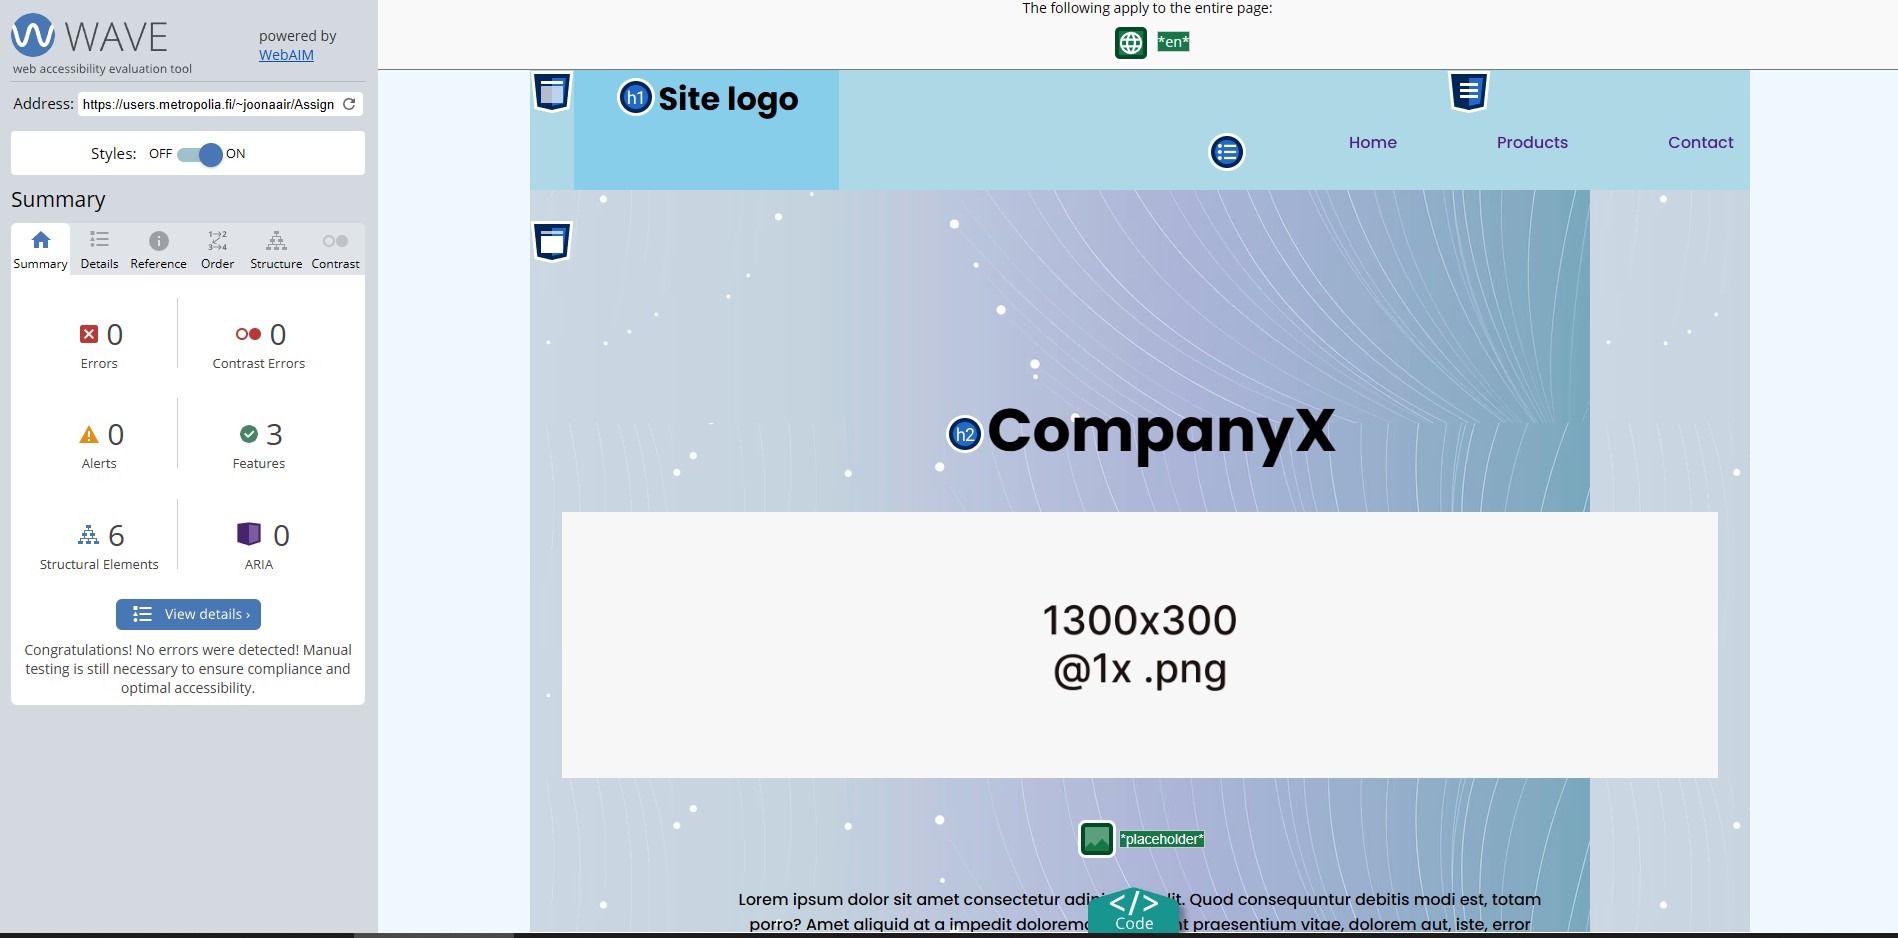 WAVE
web accessibility evaluation tool
powered by
WebAIM
Address: https://users.metropolia.fi/~joonaair/Assign
Styles: OFF ON
Summary
Summary Details Reference Order Structure Contrast
1 2
3 4
0
Errors
0
Contrast Errors
0
Alerts
3
Features
6
Structural Elements
0
ARIA
View details ›
Congratulations! No errors were detected! Manual
testing is still necessary to ensure compliance and
optimal accessibility.
The following apply to the entire page:
*en*
h1 Site logo
Home Products Contact
h2 CompanyX
1300x300
@1x .png
*placeholder*
Lorem ipsum dolor sit amet consectetur Quod consequuntur debitis modi est, totam
porro? Amet aliquid at a impedit praesentium vitae, dolorem aut, iste, error
</> Code